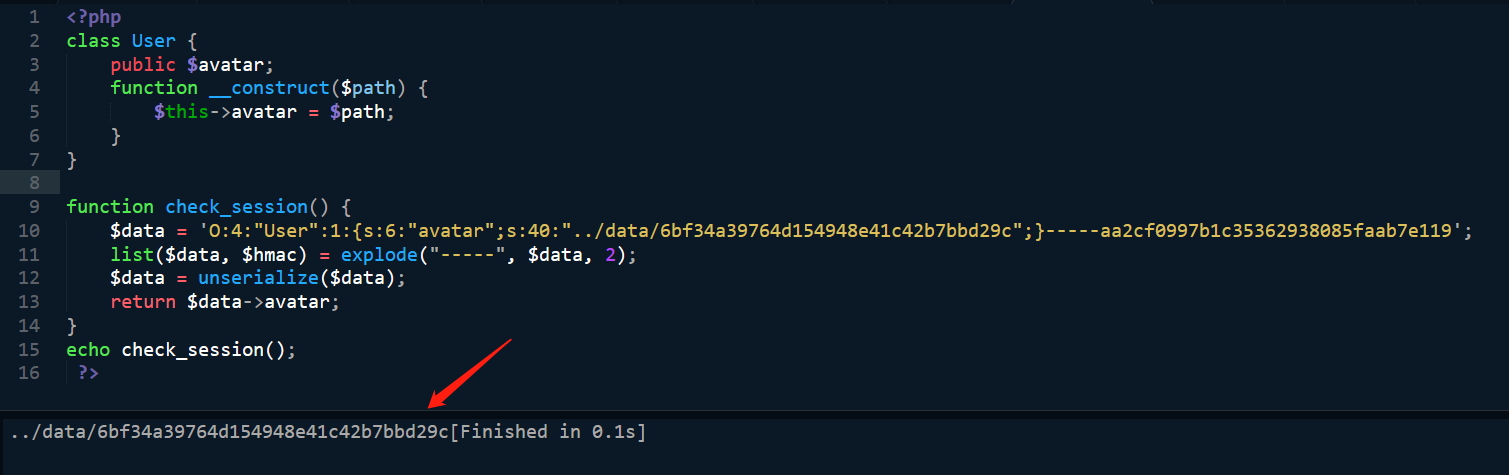 1 <?php
2 class User {
3     public $avatar;
4     function __construct($path) {
5         $this->avatar = $path;
6     }
7 }
8
9 function check_session() {
10     $data = 'O:4:"User":1:{s:6:"avatar";s:40:"../data/6bf34a39764d154948e41c42b7bbd29c";}-----aa2cf0997b1c35362938085faab7e119';
11     list($data, $hmac) = explode("-----", $data, 2);
12     $data = unserialize($data);
13     return $data->avatar;
14 }
15 echo check_session();
16  ?>
../data/6bf34a39764d154948e41c42b7bbd29c[Finished in 0.1s]